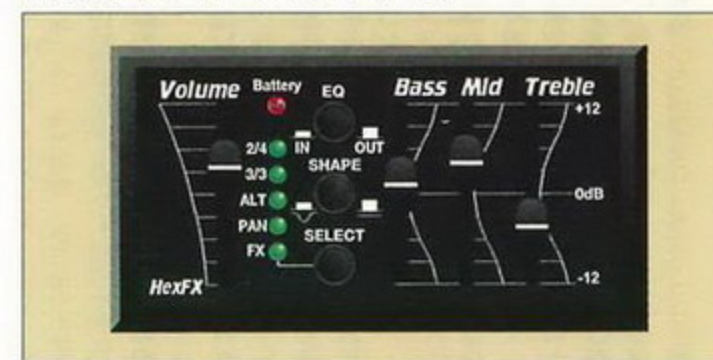 Volume
Battery
EQ
Bass Mid Treble
+12
2/4
IN OUT
3/3
SHAPE
ALT
0dB
PAN
SELECT
FX
HexFX
-12